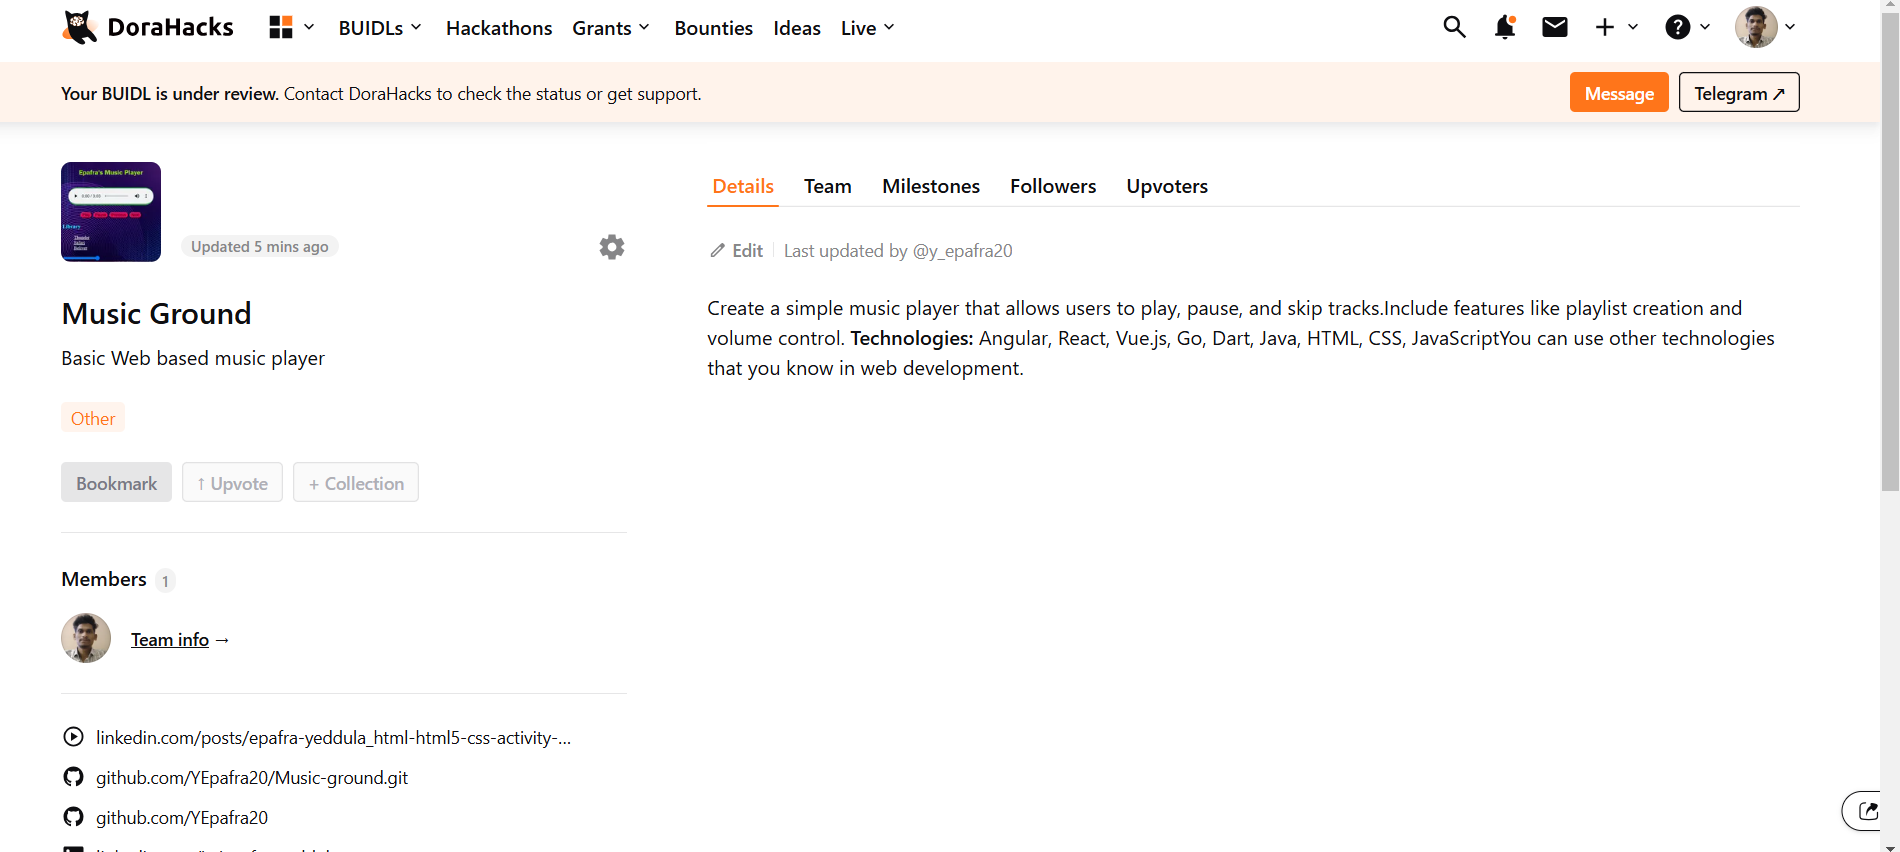 DoraHacks
BUIDLs
Hackathons
Grants
Bounties
Ideas
Live
Your BUIDL is under review. Contact DoraHacks to check the status or get support.
Message
Telegram ↗
Epafra's Music Player
Library
Updated 5 mins ago
Music Ground
Basic Web based music player
Other
Bookmark
↑ Upvote
+ Collection
Members 1
Team info →
linkedin.com/posts/epafra-yeddula_html-html5-css-activity-...
github.com/YEpafra20/Music-ground.git
github.com/YEpafra20
Details
Team
Milestones
Followers
Upvoters
Edit
Last updated by @y_epafra20
Create a simple music player that allows users to play, pause, and skip tracks.Include features like playlist creation and
volume control. Technologies: Angular, React, Vue.js, Go, Dart, Java, HTML, CSS, JavaScriptYou can use other technologies
that you know in web development.